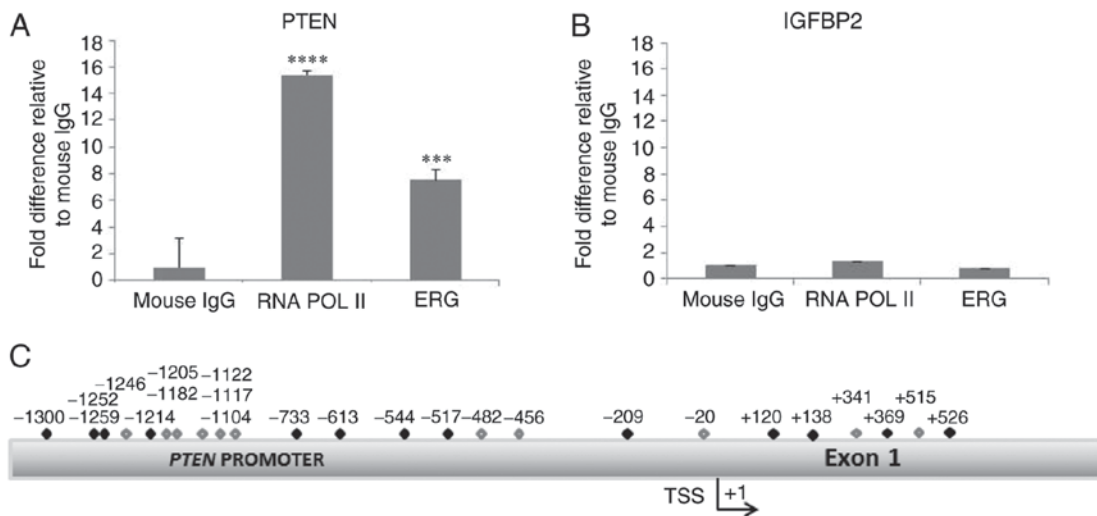 A
PTEN
Fold difference relative
to mouse IgG
18
16
14
12
10
8
6
4
2
0
****
***
Mouse IgG RNA POL II ERG
B
IGFBP2
Fold difference relative
to mouse IgG
18
16
14
12
10
8
6
4
2
0
Mouse IgG RNA POL II ERG
C
−1205 −1122
−1246 −1182 −1117 +341 +515
−1252
−1300 −1259 −1214 −1104 −733 −613 −544 −517 −482 −456 −209 −20 +120 +138 +369 +526
PTEN PROMOTER Exon 1
TSS +1